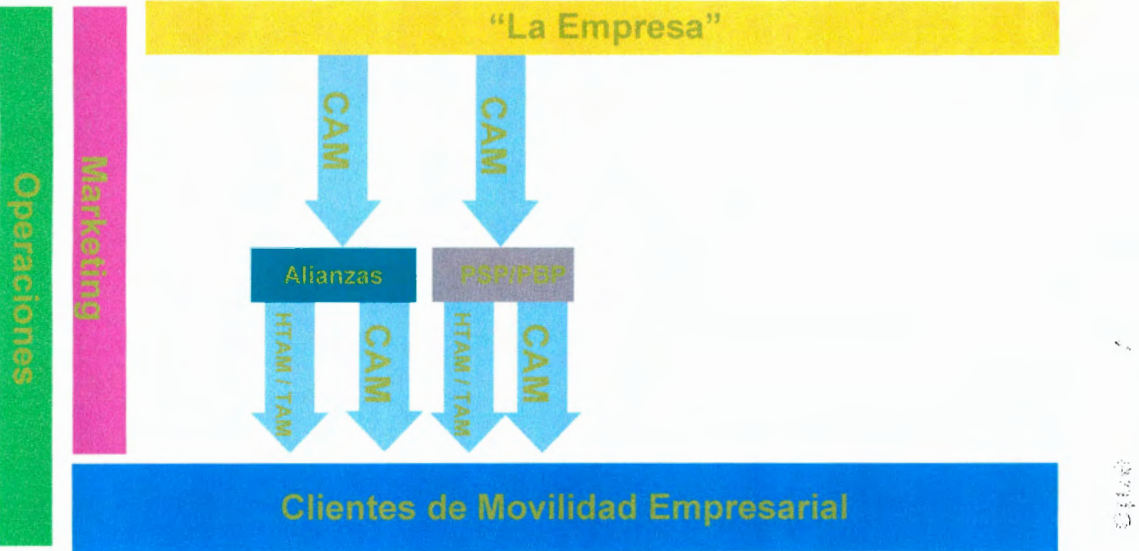 "La Empresa"
Operaciones
Marketing
CAM
CAM
Alianzas
PSP/PBP
HTAM / TAM
CAM
HTAM / TAM
CAM
Clientes de Movilidad Empresarial